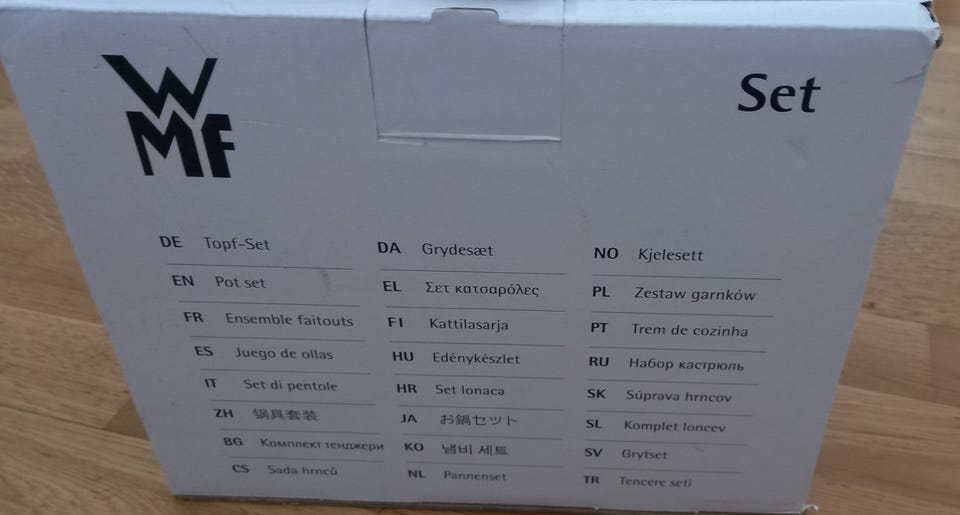 WMF
Set
DE Topf-Set
EN Pot set
FR Ensemble faitouts
ES Juego de ollas
IT Set di pentole
ZH 锅具套装
BG Комплект тенджери
CS Sada hrnců
DA Grydesæt
EL Σετ κατσαρόλες
FI Kattilasarja
HU Edénykészlet
HR Set lonaca
JA お鍋セット
KO 냄비 세트
NL Pannenset
NO Kjelesett
PL Zestaw garnków
PT Trem de cozinha
RU Набор кастрюль
SK Súprava hrncov
SL Komplet loncev
SV Grytset
TR Tencere seti